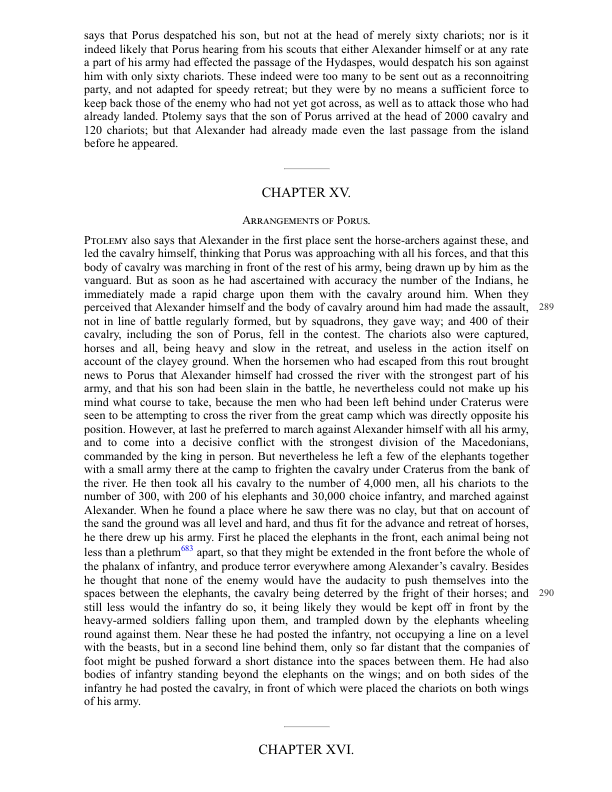 says that Porus despatched his son, but not at the head of merely sixty chariots; nor is it
indeed likely that Porus hearing from his scouts that either Alexander himself or at any rate
a part of his army had effected the passage of the Hydaspes, would despatch his son against
him with only sixty chariots. These indeed were too many to be sent out as a reconnoitring
party, and not adapted for speedy retreat; but they were by no means a sufficient force to
keep back those of the enemy who had not yet got across, as well as to attack those who had
already landed. Ptolemy says that the son of Porus arrived at the head of 2000 cavalry and
120 chariots; but that Alexander had already made even the last passage from the island
before he appeared.
CHAPTER XV.
Arrangements of Porus.
Ptolemy also says that Alexander in the first place sent the horse-archers against these, and
led the cavalry himself, thinking that Porus was approaching with all his forces, and that this
body of cavalry was marching in front of the rest of his army, being drawn up by him as the
vanguard. But as soon as he had ascertained with accuracy the number of the Indians, he
immediately made a rapid charge upon them with the cavalry around him. When they
perceived that Alexander himself and the body of cavalry around him had made the assault, 289
not in line of battle regularly formed, but by squadrons, they gave way; and 400 of their
cavalry, including the son of Porus, fell in the contest. The chariots also were captured,
horses and all, being heavy and slow in the retreat, and useless in the action itself on
account of the clayey ground. When the horsemen who had escaped from this rout brought
news to Porus that Alexander himself had crossed the river with the strongest part of his
army, and that his son had been slain in the battle, he nevertheless could not make up his
mind what course to take, because the men who had been left behind under Craterus were
seen to be attempting to cross the river from the great camp which was directly opposite his
position. However, at last he preferred to march against Alexander himself with all his army,
and to come into a decisive conflict with the strongest division of the Macedonians,
commanded by the king in person. But nevertheless he left a few of the elephants together
with a small army there at the camp to frighten the cavalry under Craterus from the bank of
the river. He then took all his cavalry to the number of 4,000 men, all his chariots to the
number of 300, with 200 of his elephants and 30,000 choice infantry, and marched against
Alexander. When he found a place where he saw there was no clay, but that on account of
the sand the ground was all level and hard, and thus fit for the advance and retreat of horses,
he there drew up his army. First he placed the elephants in the front, each animal being not
less than a plethrum683 apart, so that they might be extended in the front before the whole of
the phalanx of infantry, and produce terror everywhere among Alexander’s cavalry. Besides
he thought that none of the enemy would have the audacity to push themselves into the
spaces between the elephants, the cavalry being deterred by the fright of their horses; and 290
still less would the infantry do so, it being likely they would be kept off in front by the
heavy-armed soldiers falling upon them, and trampled down by the elephants wheeling
round against them. Near these he had posted the infantry, not occupying a line on a level
with the beasts, but in a second line behind them, only so far distant that the companies of
foot might be pushed forward a short distance into the spaces between them. He had also
bodies of infantry standing beyond the elephants on the wings; and on both sides of the
infantry he had posted the cavalry, in front of which were placed the chariots on both wings
of his army.
CHAPTER XVI.